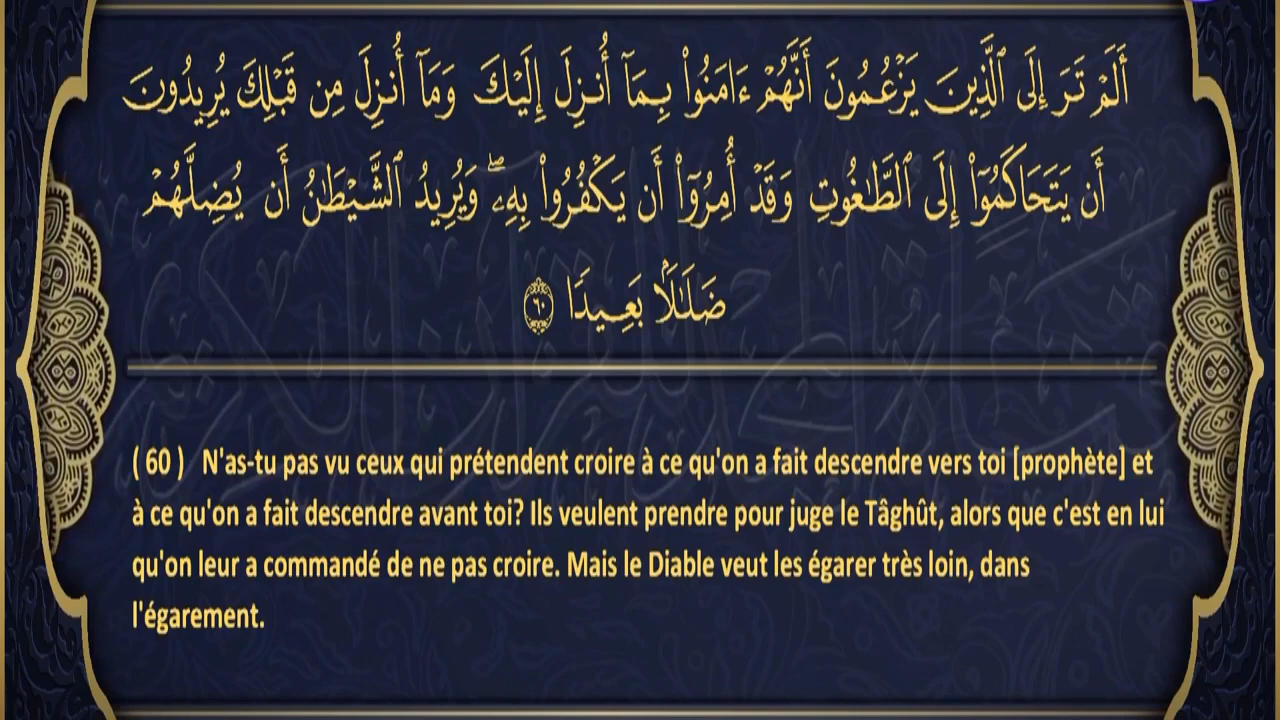 أَلَمْ تَرَ إِلَى ٱلَّذِينَ يَزْعُمُونَ أَنَّهُمْ ءَامَنُوا۟ بِمَآ أُنزِلَ إِلَيْكَ وَمَآ أُنزِلَ مِن قَبْلِكَ يُرِيدُونَ
أَن يَتَحَاكَمُوٓا۟ إِلَى ٱلطَّٰغُوتِ وَقَدْ أُمِرُوٓا۟ أَن يَكْفُرُوا۟ بِهِۦۖ وَيُرِيدُ ٱلشَّيْطَٰنُ أَن يُضِلَّهُمْ
ضَلَٰلًۢا بَعِيدًا ٦٠
( 60 ) N'as-tu pas vu ceux qui prétendent croire à ce qu'on a fait descendre vers toi [prophète] et
à ce qu'on a fait descendre avant toi? Ils veulent prendre pour juge le Tâghût, alors que c'est en lui
qu'on leur a commandé de ne pas croire. Mais le Diable veut les égarer très loin, dans
l'égarement.